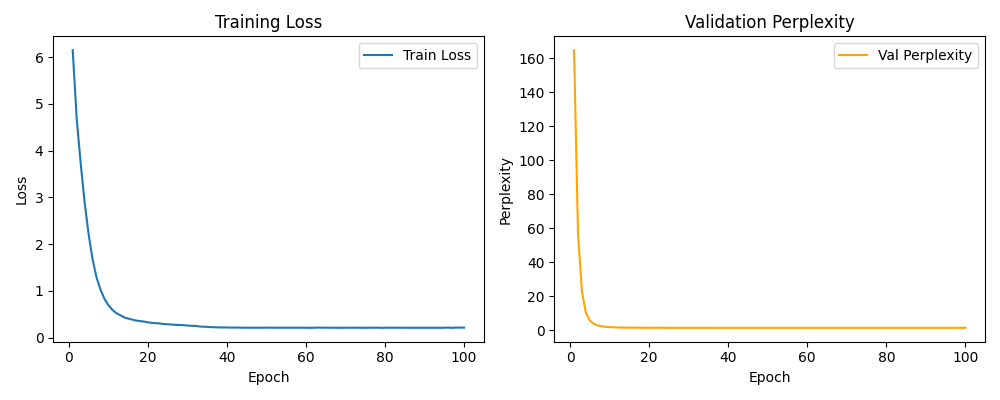 Training Loss
Train Loss
6
5
4
3
2
1
0
Loss
0 20 40 60 80 100
Epoch
Validation Perplexity
Val Perplexity
160
140
120
100
80
60
40
20
0
Perplexity
0 20 40 60 80 100
Epoch